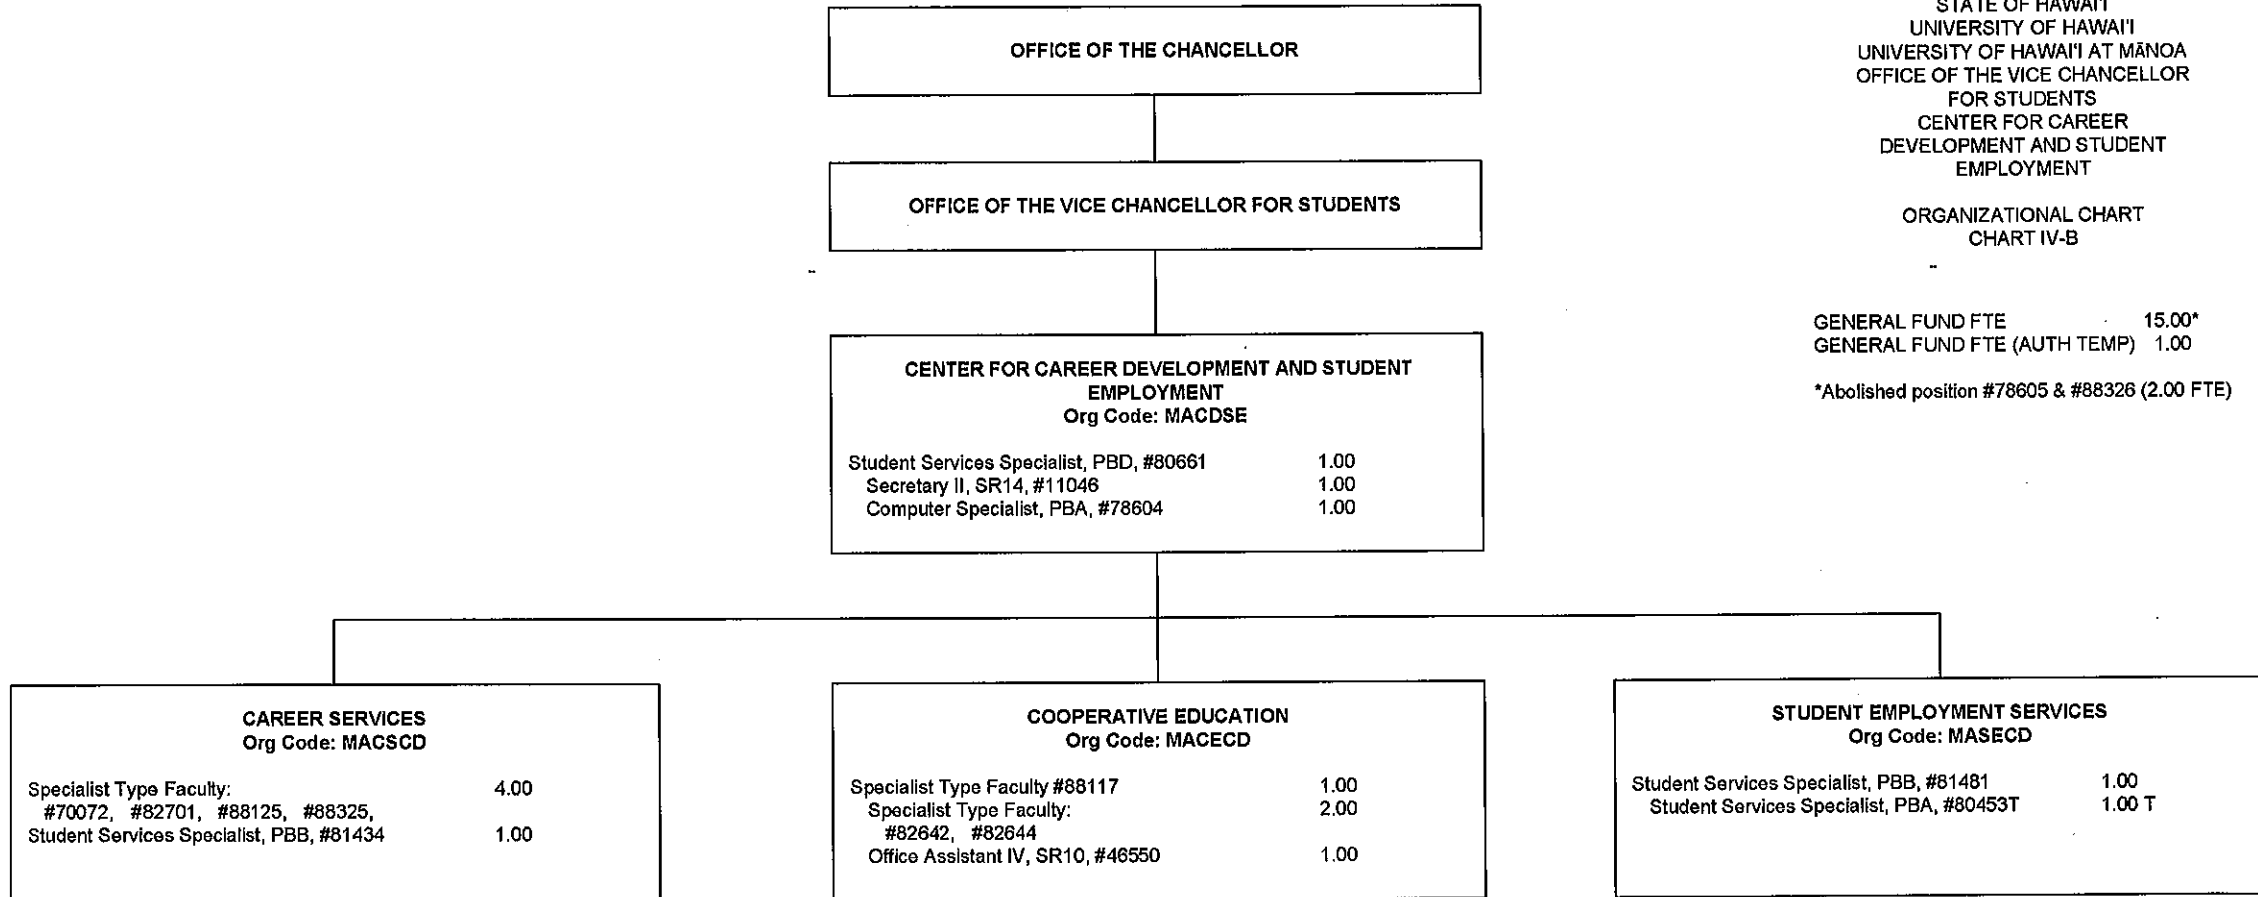 STATE OF HAWAI'I
UNIVERSITY OF HAWAI'I
UNIVERSITY OF HAWAI'I AT MĀNOA
OFFICE OF THE VICE CHANCELLOR
FOR STUDENTS
CENTER FOR CAREER
DEVELOPMENT AND STUDENT
EMPLOYMENT
ORGANIZATIONAL CHART
CHART IV-B
GENERAL FUND FTE 15.00*
GENERAL FUND FTE (AUTH TEMP) 1.00
*Abolished position #78605 & #88326 (2.00 FTE)
OFFICE OF THE CHANCELLOR
OFFICE OF THE VICE CHANCELLOR FOR STUDENTS
CENTER FOR CAREER DEVELOPMENT AND STUDENT
EMPLOYMENT
Org Code: MACDSE
Student Services Specialist, PBD, #80661 1.00
Secretary II, SR14, #11046 1.00
Computer Specialist, PBA, #78604 1.00
CAREER SERVICES
Org Code: MACSCD
Specialist Type Faculty: 4.00
#70072, #82701, #88125, #88325,
Student Services Specialist, PBB, #81434 1.00
COOPERATIVE EDUCATION
Org Code: MACECD
Specialist Type Faculty #88117 1.00
Specialist Type Faculty: 2.00
#82642, #82644
Office Assistant IV, SR10, #46550 1.00
STUDENT EMPLOYMENT SERVICES
Org Code: MASECD
Student Services Specialist, PBB, #81481 1.00
Student Services Specialist, PBA, #80453T 1.00 T